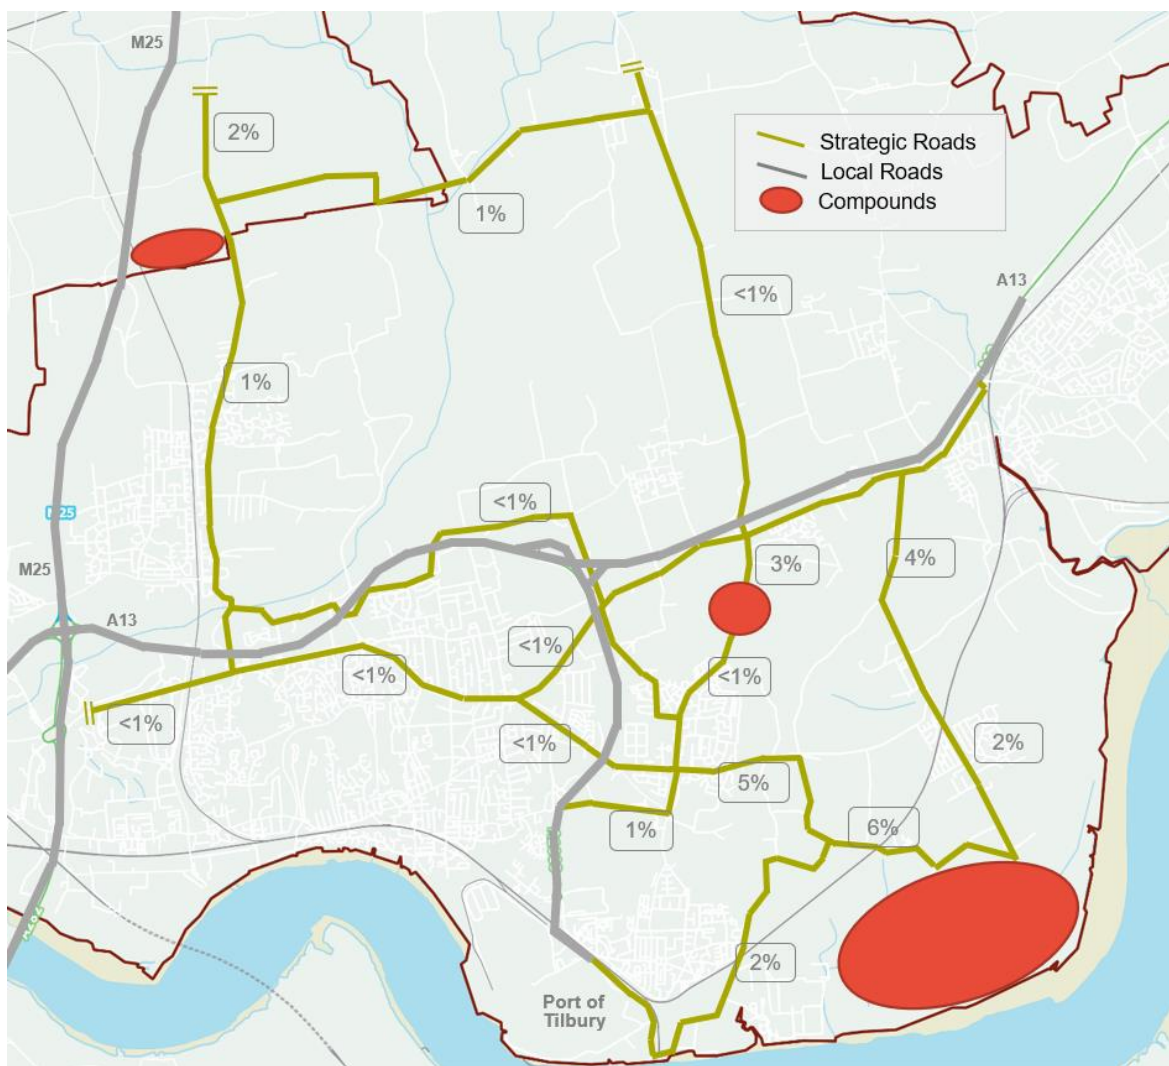 M25
2%
1%
Strategic Roads
Local Roads
Compounds
<1%
A13
1%
<1%
M25
M25
3%
4%
A13
<1%
<1%
<1%
<1%
<1%
2%
5%
1%
6%
2%
Port of
Tilbury